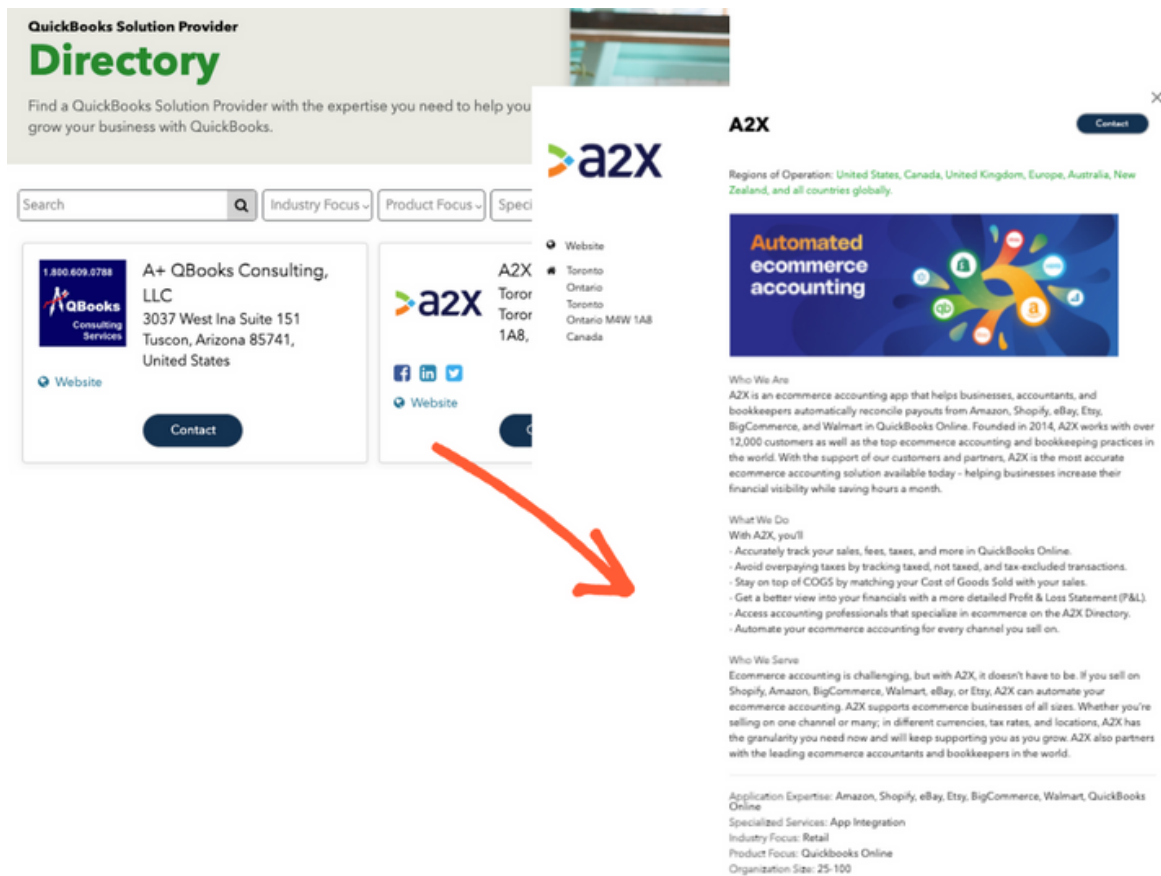 QuickBooks Solution Provider
Directory
Find a QuickBooks Solution Provider with the expertise you need to help you
grow your business with QuickBooks.
Search
Industry Focus
Product Focus
Speci
1.800.609.0788
A+
QBooks
Consulting
Services
A+ QBooks Consulting,
LLC
3037 West Ina Suite 151
Tuscon, Arizona 85741,
United States
Website
Contact
a2x
A2X
Toror
Toror
1A8,
Website
C
a2x
Website
Toronto
Ontario
Toronto
Ontario M4W 1A8
Canada
A2X
Contact
Regions of Operation: United States, Canada, United Kingdom, Europe, Australia, New
Zealand, and all countries globally.
Automated
ecommerce
accounting
Who We Are
A2X is an ecommerce accounting app that helps businesses, accountants, and
bookkeepers automatically reconcile payouts from Amazon, Shopify, eBay, Etsy,
BigCommerce, and Walmart in QuickBooks Online. Founded in 2014, A2X works with over
12,000 customers as well as the top ecommerce accounting and bookkeeping practices in
the world. With the support of our customers and partners, A2X is the most accurate
ecommerce accounting solution available today - helping businesses increase their
financial visibility while saving hours a month.
What We Do
With A2X, you'll
- Accurately track your sales, fees, taxes, and more in QuickBooks Online.
- Avoid overpaying taxes by tracking taxed, not taxed, and tax-excluded transactions.
- Stay on top of COGS by matching your Cost of Goods Sold with your sales.
- Get a better view into your financials with a more detailed Profit & Loss Statement (P&L).
- Access accounting professionals that specialize in ecommerce on the A2X Directory.
- Automate your ecommerce accounting for every channel you sell on.
Who We Serve
Ecommerce accounting is challenging, but with A2X, it doesn't have to be. If you sell on
Shopify, Amazon, BigCommerce, Walmart, eBay, or Etsy, A2X can automate your
ecommerce accounting. A2X supports ecommerce businesses of all sizes. Whether you're
selling on one channel or many; in different currencies, tax rates, and locations, A2X has
the granularity you need now and will keep supporting you as you grow. A2X also partners
with the leading ecommerce accountants and bookkeepers in the world.
Application Expertise: Amazon, Shopify, eBay, Etsy, BigCommerce, Walmart, QuickBooks
Online
Specialized Services: App Integration
Industry Focus: Retail
Product Focus: Quickbooks Online
Organization Size: 25-100